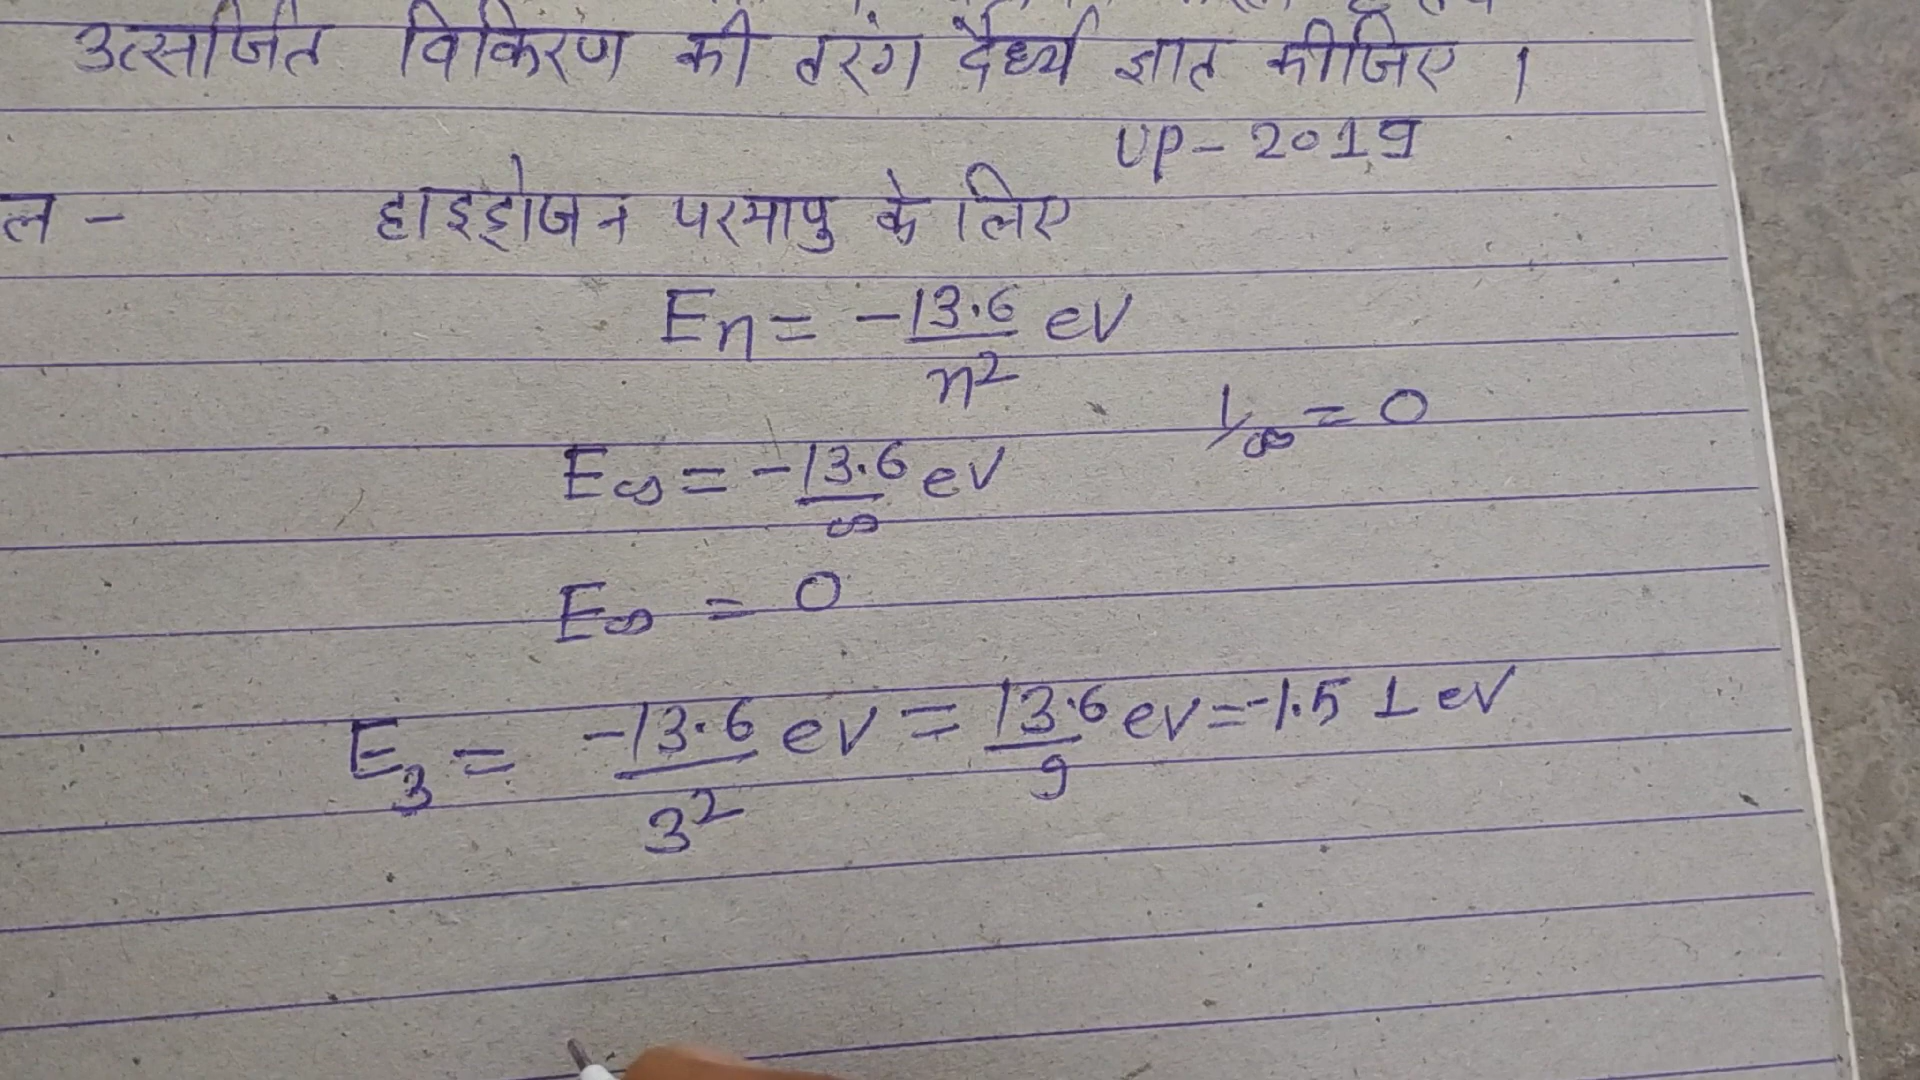 उत्सर्जित विकिरण की तरंग दैर्ध्य ज्ञात कीजिए ।
UP - 2019
ल - हाइड्रोजन परमाणु के लिए
En = -13.6/n² eV
1/∞ = 0
E∞ = -13.6/∞ eV
E∞ = 0
E₃ = -13.6/3² eV = 13.6/9 eV = -1.51 eV